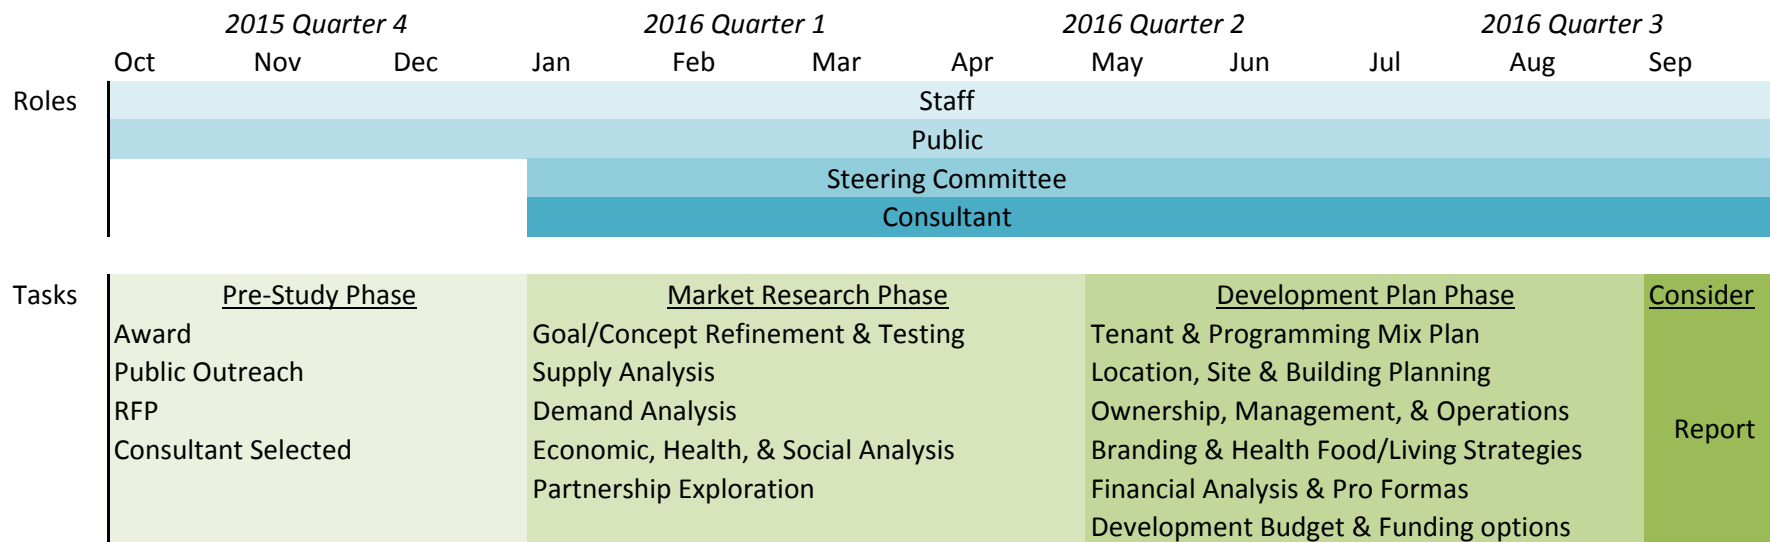 2015 Quarter 4 2016 Quarter 1 2016 Quarter 2 2016 Quarter 3
Oct Nov Dec Jan Feb Mar Apr May Jun Jul Aug Sep
Roles Staff
Public
Steering Committee
Consultant
Tasks Pre-Study Phase Market Research Phase Development Plan Phase Consider
Award Goal/Concept Refinement & Testing Tenant & Programming Mix Plan
Public Outreach Supply Analysis Location, Site & Building Planning
RFP Demand Analysis Ownership, Management, & Operations
Consultant Selected Economic, Health, & Social Analysis Branding & Health Food/Living Strategies Report
Partnership Exploration Financial Analysis & Pro Formas
Development Budget & Funding options